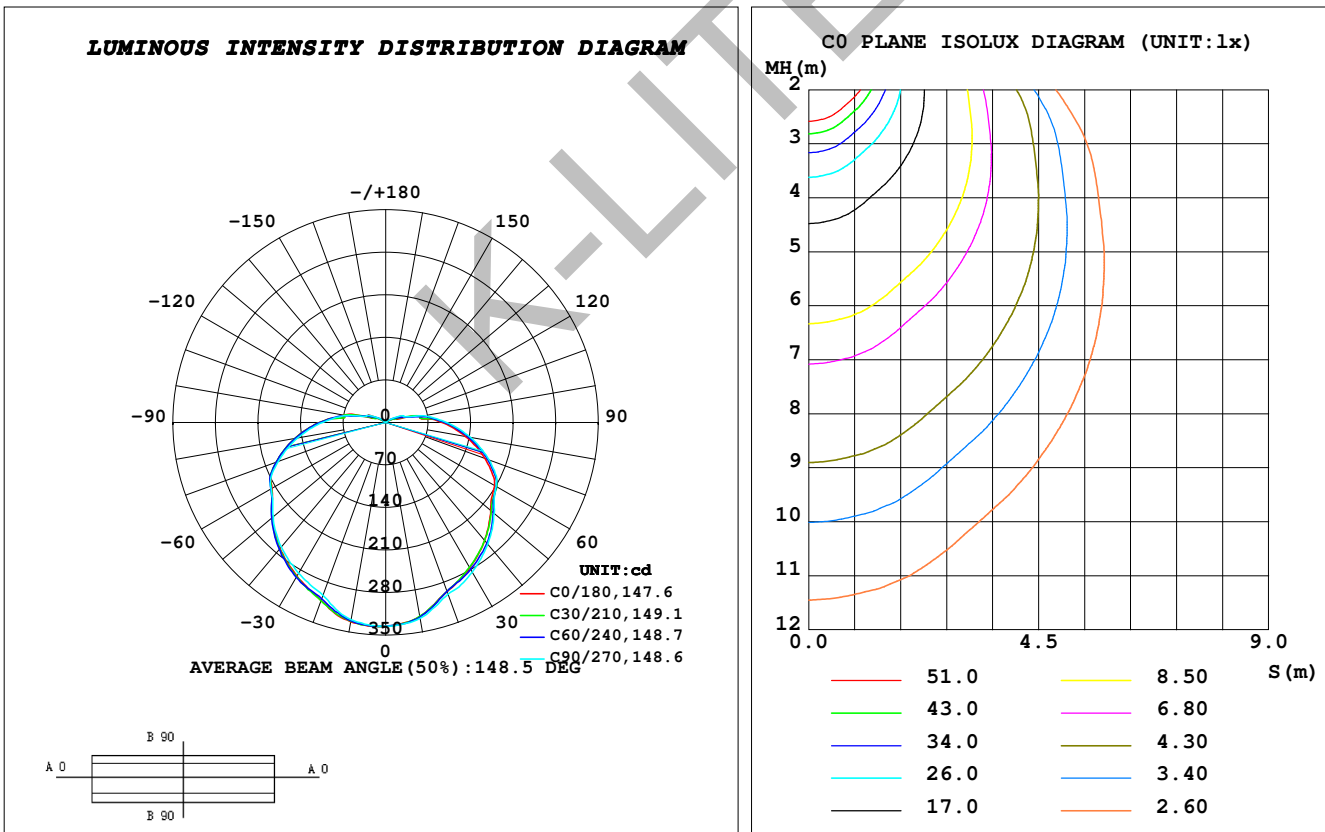 LUMINOUS INTENSITY DISTRIBUTION DIAGRAM
-/+180
-150 150
-120 120
-90 90
-60 60
-30 30
0
0
70
140
210
280
350
UNIT:cd
C0/180,147.6
C30/210,149.1
C60/240,148.7
C90/270,148.6
AVERAGE BEAM ANGLE(50%):148.5 DEG
B 90
A 0 A 0
B 90
K-LITE
C0 PLANE ISOLUX DIAGRAM (UNIT:lx)
MH(m)
2
3
4
5
6
7
8
9
10
11
12
0.0 4.5 9.0
S(m)
51.0 8.50
43.0 6.80
34.0 4.30
26.0 3.40
17.0 2.60